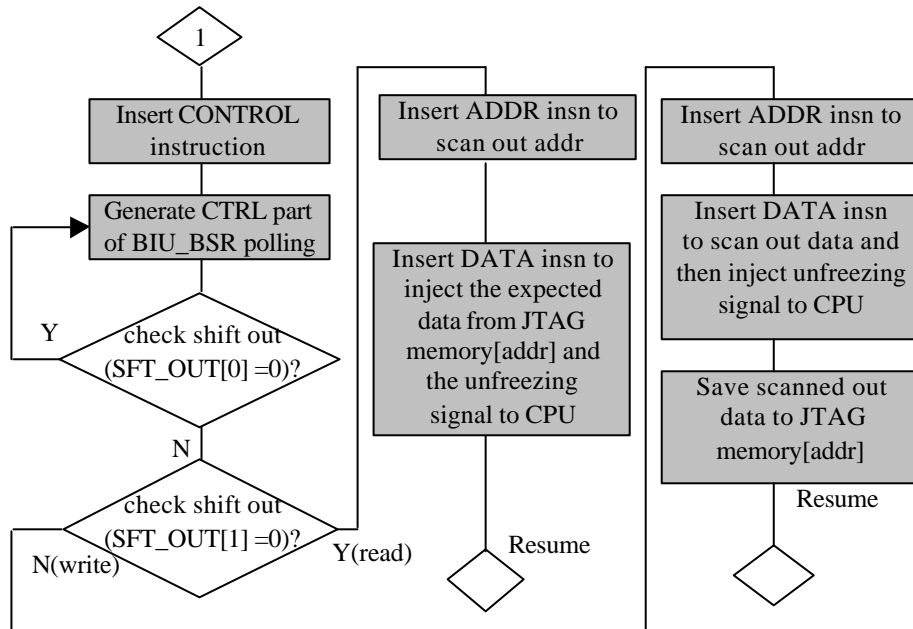 1
Insert CONTROL
instruction
Generate CTRL part
of BIU_BSR polling
Y
check shift out
(SFT_OUT[0] =0)?
N
check shift out
(SFT_OUT[1] =0)?
N(write)
Y(read)
Insert ADDR insn to
scan out addr
Insert DATA insn to
inject the expected
data from JTAG
memory[addr] and
the unfreezing
signal to CPU
Resume
Insert ADDR insn to
scan out addr
Insert DATA insn
to scan out data and
then inject unfreezing
signal to CPU
Save scanned out
data to JTAG
memory[addr]
Resume